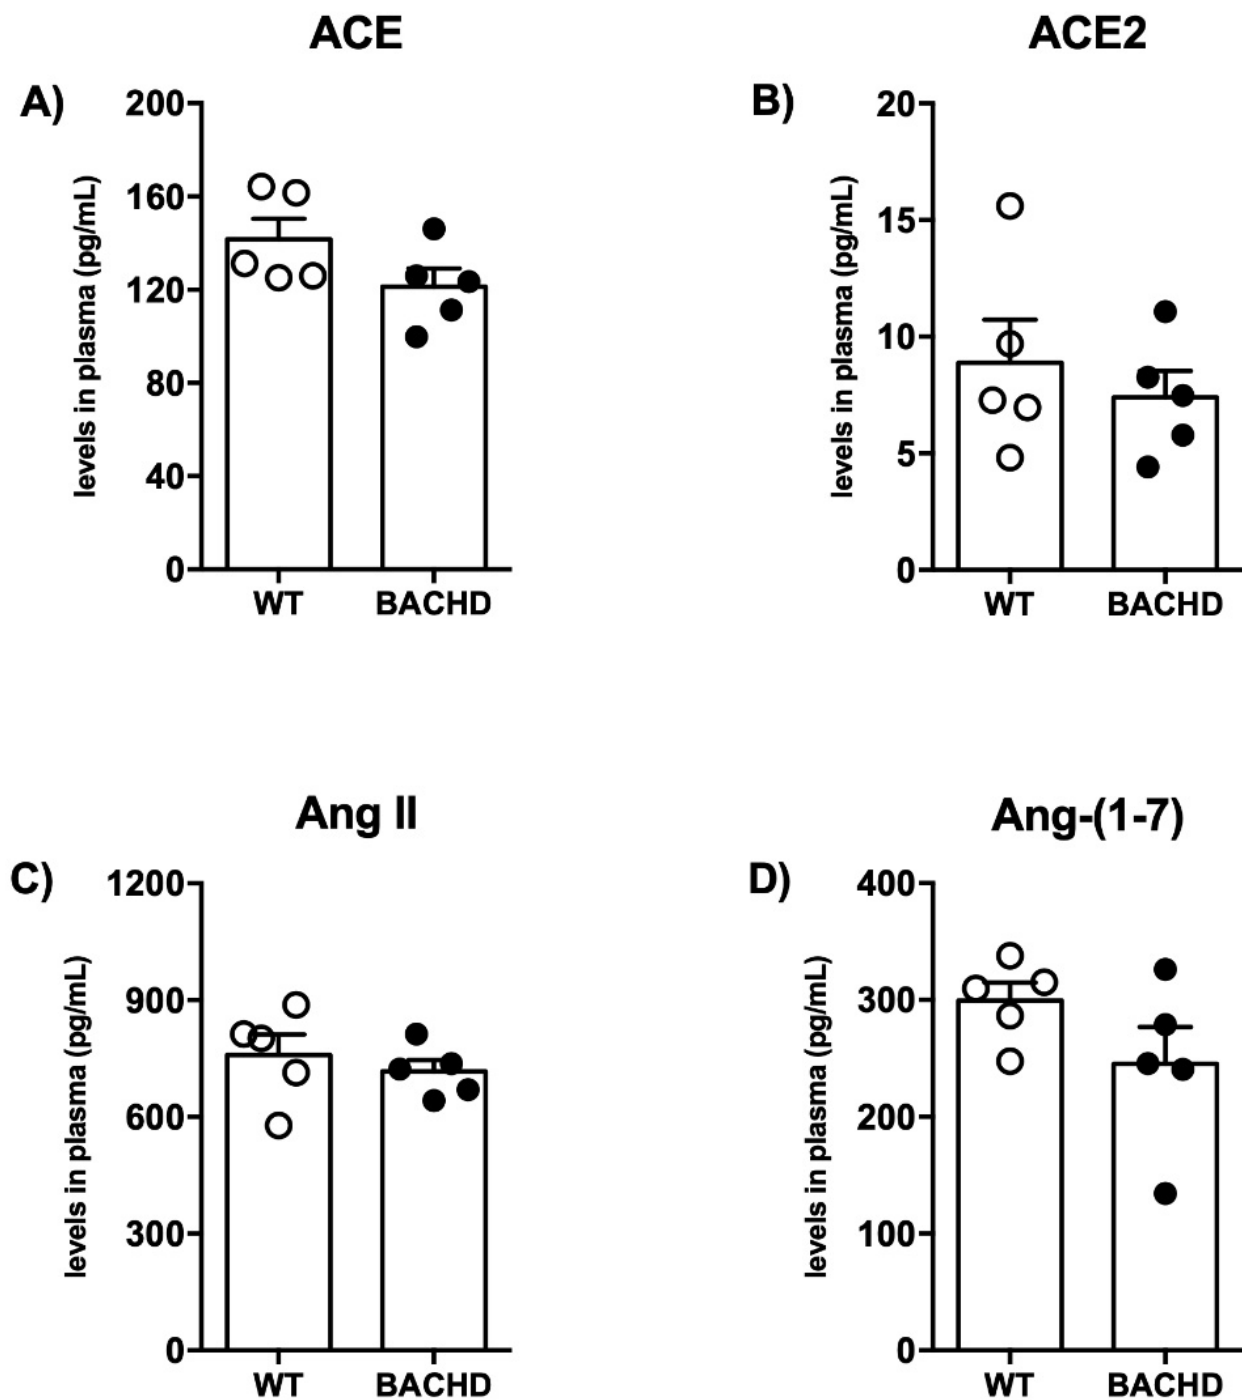 ACE
A)
levels in plasma (pg/mL)
200
160
120
80
40
0
WT BACHD
ACE2
B)
levels in plasma (pg/mL)
20
15
10
5
0
WT BACHD
Ang II
C)
levels in plasma (pg/mL)
1200
900
600
300
0
WT BACHD
Ang-(1-7)
D)
levels in plasma (pg/mL)
400
300
200
100
0
WT BACHD